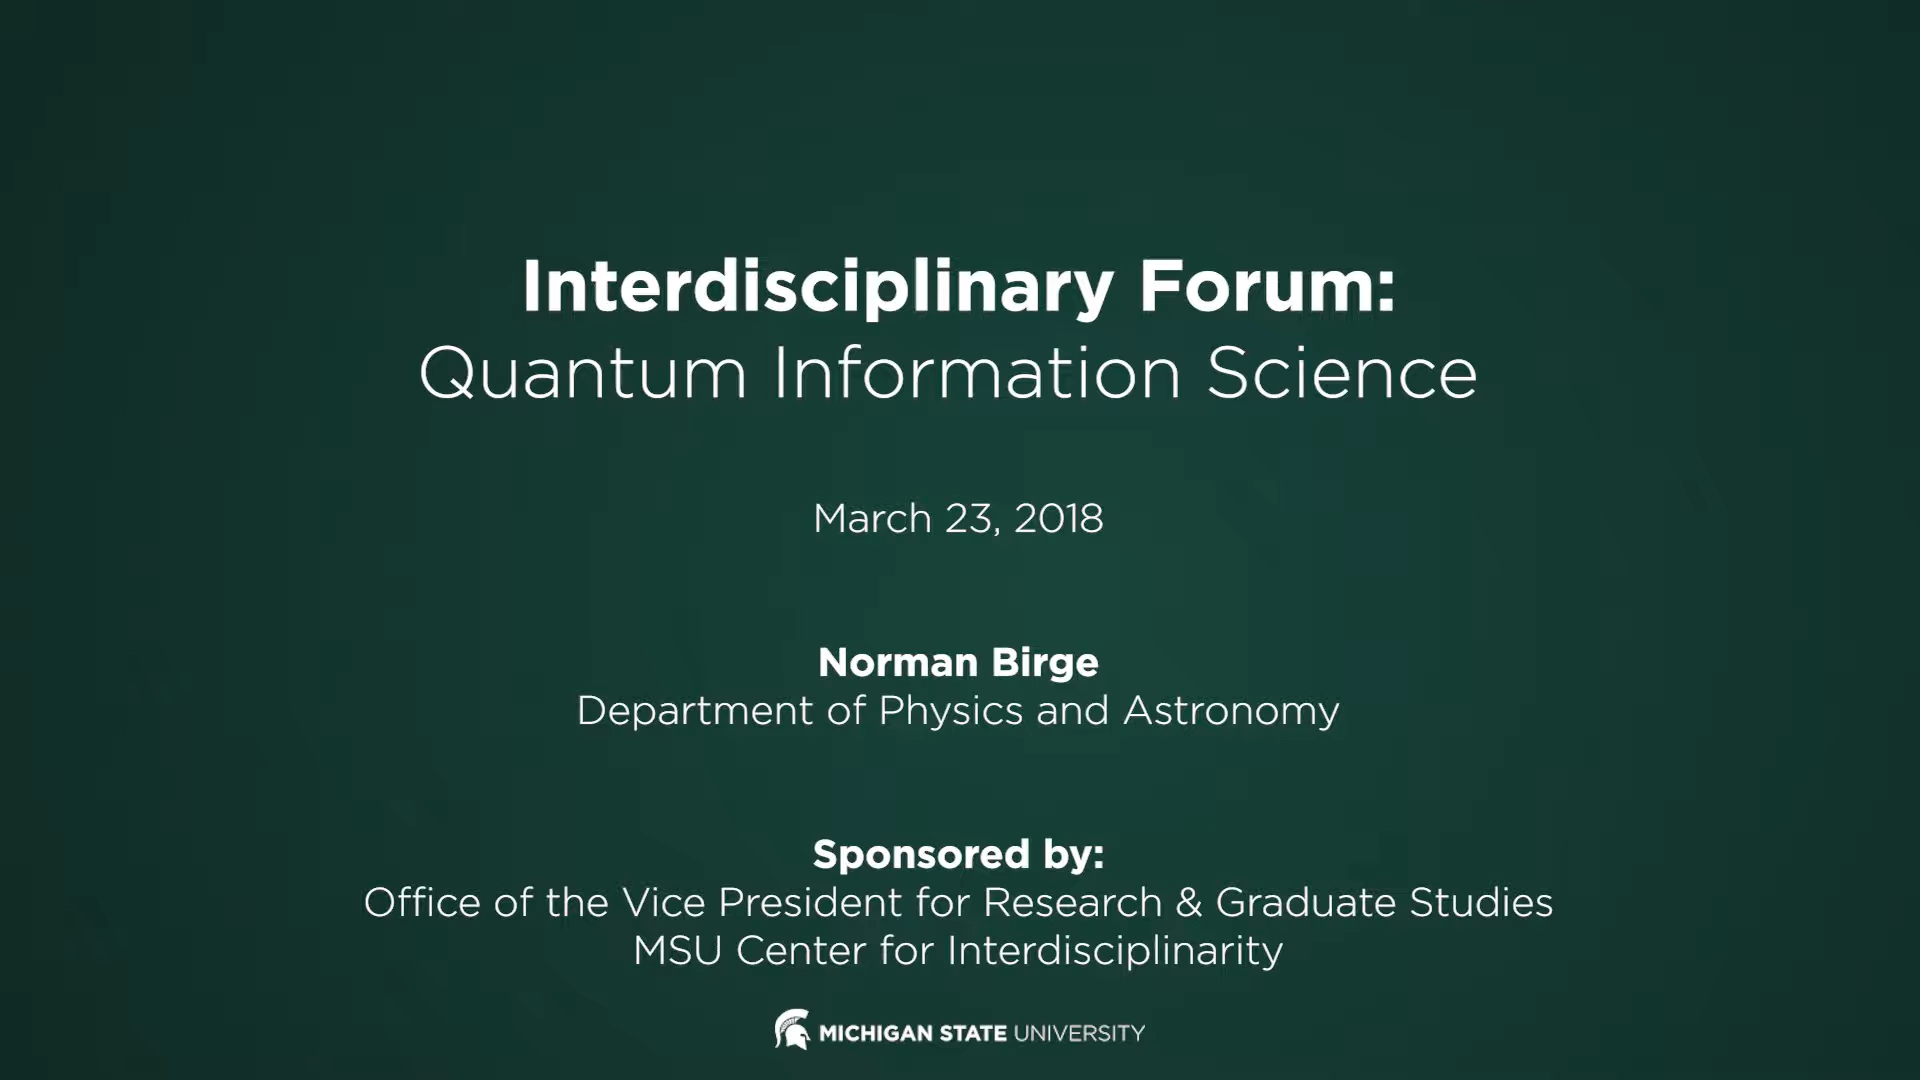 Interdisciplinary Forum:
Quantum Information Science
March 23, 2018
Norman Birge
Department of Physics and Astronomy
Sponsored by:
Office of the Vice President for Research & Graduate Studies
MSU Center for Interdisciplinarity
MICHIGAN STATE UNIVERSITY